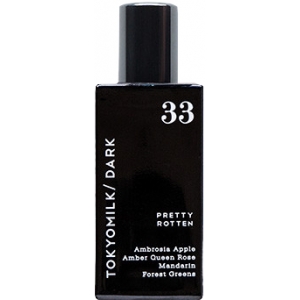 TOKYOMILK/ DARK
33
PRETTY
ROTTEN
Ambrosia Apple
Amber Queen Rose
Mandarin
Forest Greens